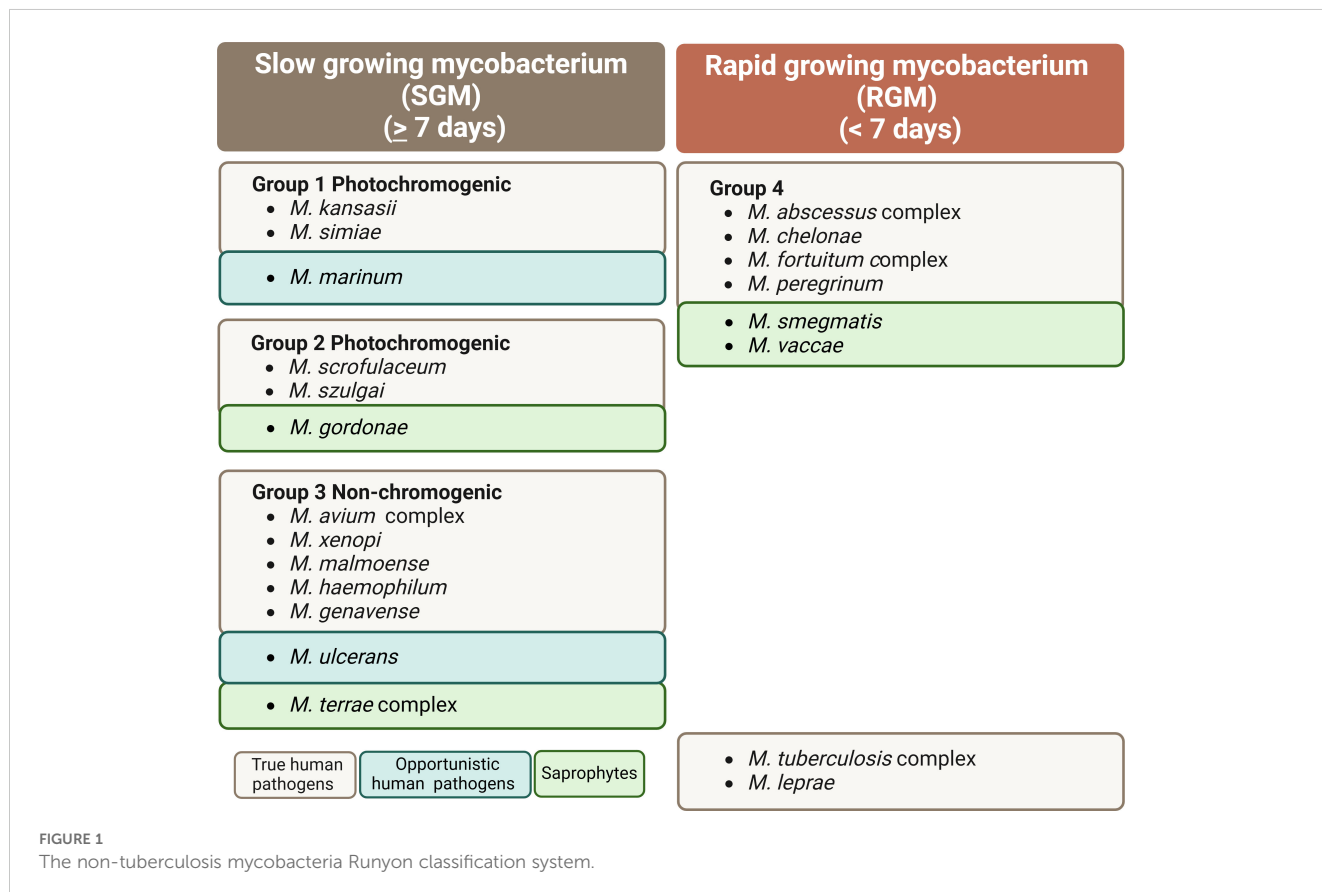 Slow growing mycobacterium
(SGM)
(≥ 7 days)
Group 1 Photochromogenic
• M. kansasii
• M. simiae
• M. marinum
Group 2 Photochromogenic
• M. scrofulaceum
• M. szulgai
• M. gordonae
Group 3 Non-chromogenic
• M. avium complex
• M. xenopi
• M. malmoense
• M. haemophilum
• M. genavense
• M. ulcerans
• M. terrae complex
Rapid growing mycobacterium
(RGM)
(< 7 days)
Group 4
• M. abscessus complex
• M. chelonae
• M. fortuitum complex
• M. peregrinum
• M. smegmatis
• M. vaccae
• M. tuberculosis complex
• M. leprae
True human
pathogens
Opportunistic
human pathogens
Saprophytes
FIGURE 1
The non-tuberculosis mycobacteria Runyon classification system.